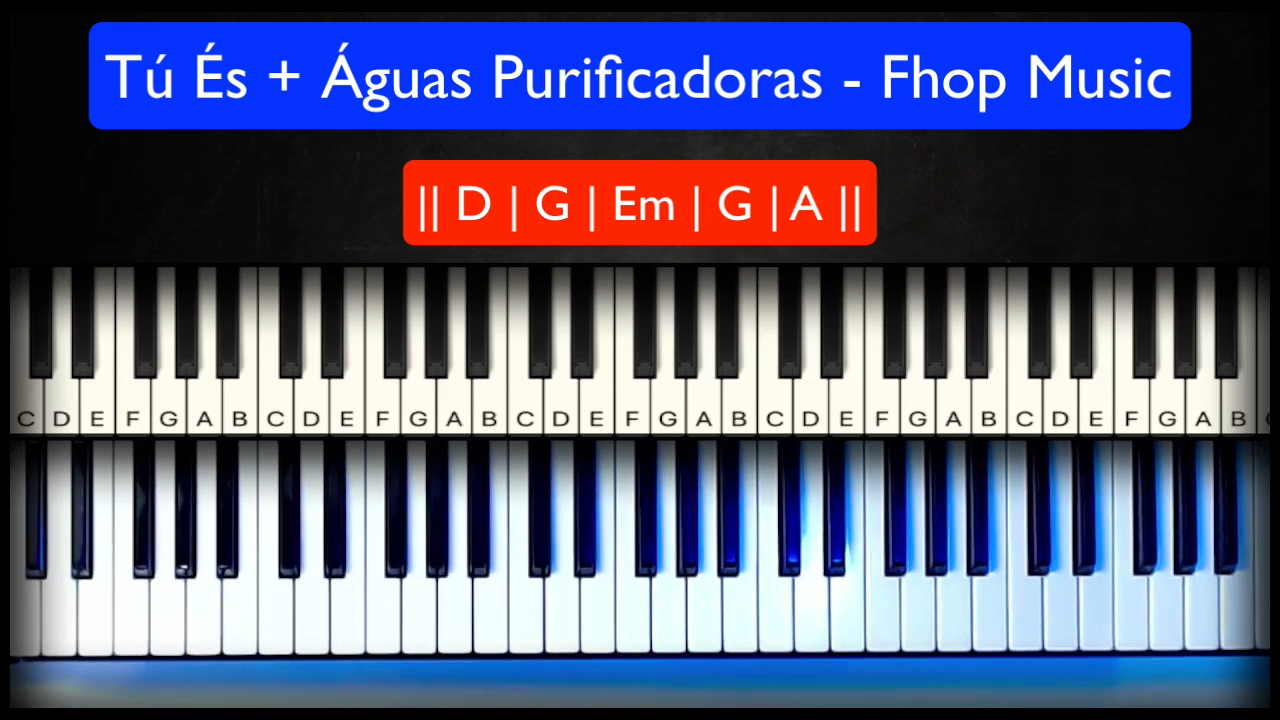 Tú És + Águas Purificadoras - Fhop Music
|| D | G | Em | G | A ||
C D E F G A B C D E F G A B C D E F G A B C D E F G A B C D E F G A B